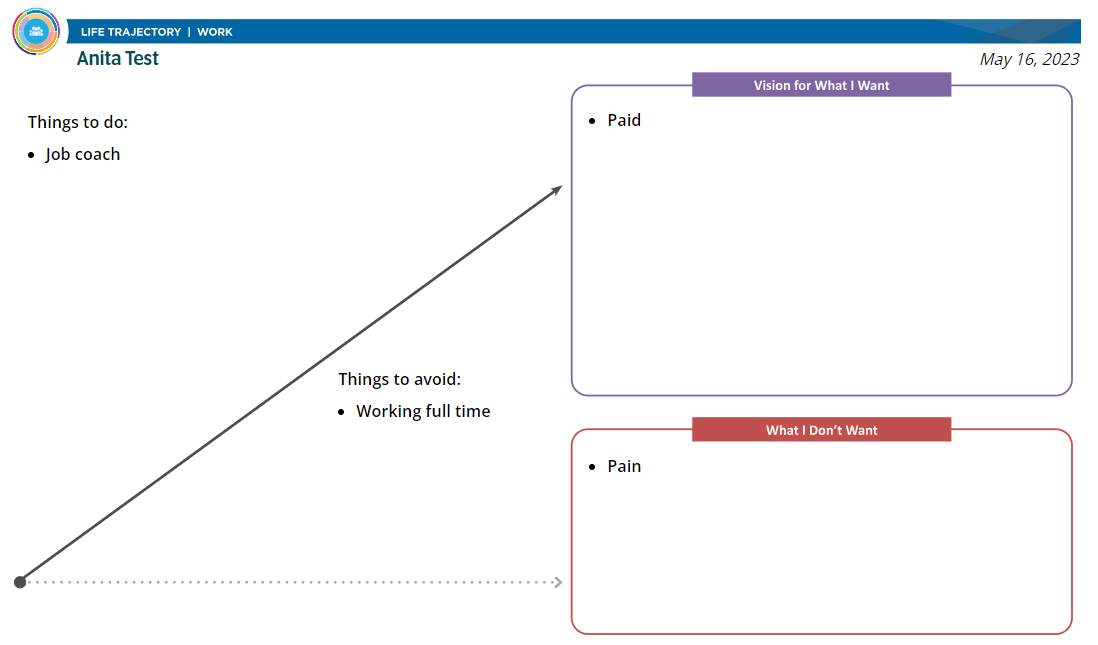 LIFE TRAJECTORY | WORK
Anita Test
May 16, 2023
Things to do:
• Job coach
Vision for What I Want
• Paid
Things to avoid:
• Working full time
What I Don’t Want
• Pain